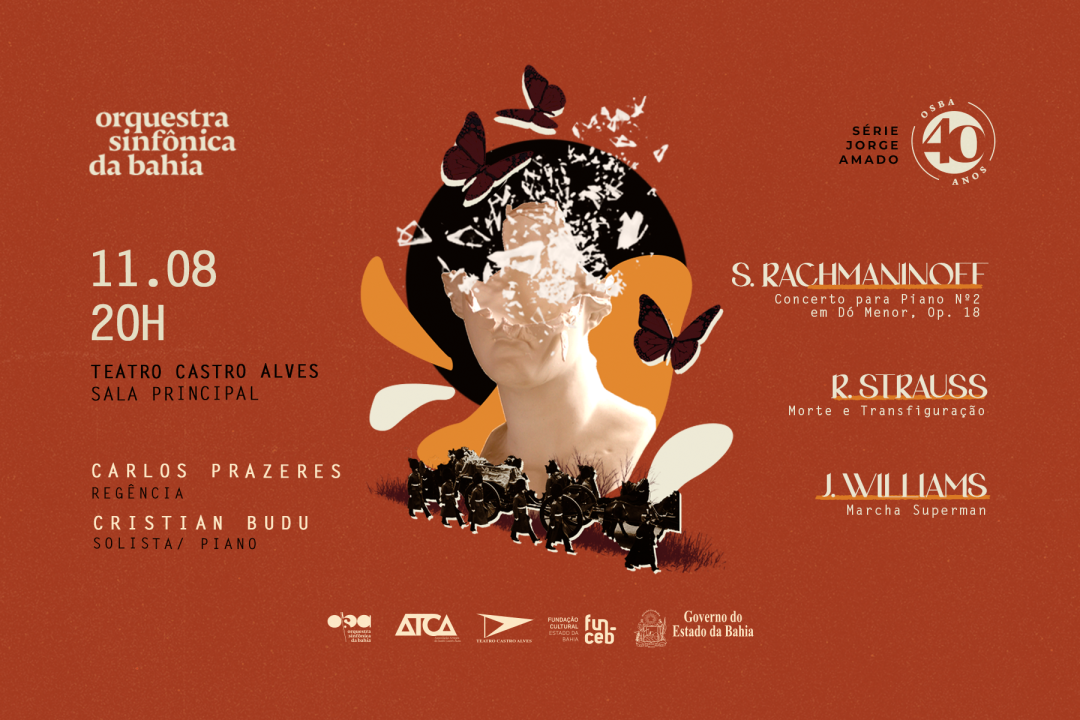 orquestra
sinfônica
da bahia
SÉRIE
JORGE
AMADO
OSBA
40
ANOS
11.08
20H
TEATRO CASTRO ALVES
SALA PRINCIPAL
CARLOS PRAZERES
REGÊNCIA
CRISTIAN BUDU
SOLISTA/ PIANO
S. RACHMANINOFF
Concerto para Piano Nº2
em Dó Menor, Op. 18
R. STRAUSS
Morte e Transfiguração
J. WILLIAMS
Marcha Superman
orquestra
sinfônica
da bahia
ATCA
TEATRO CASTRO ALVES
FUNDAÇÃO
CULTURAL
ESTADO DA
BAHIA
fun-
ceb
Governo do
Estado da Bahia